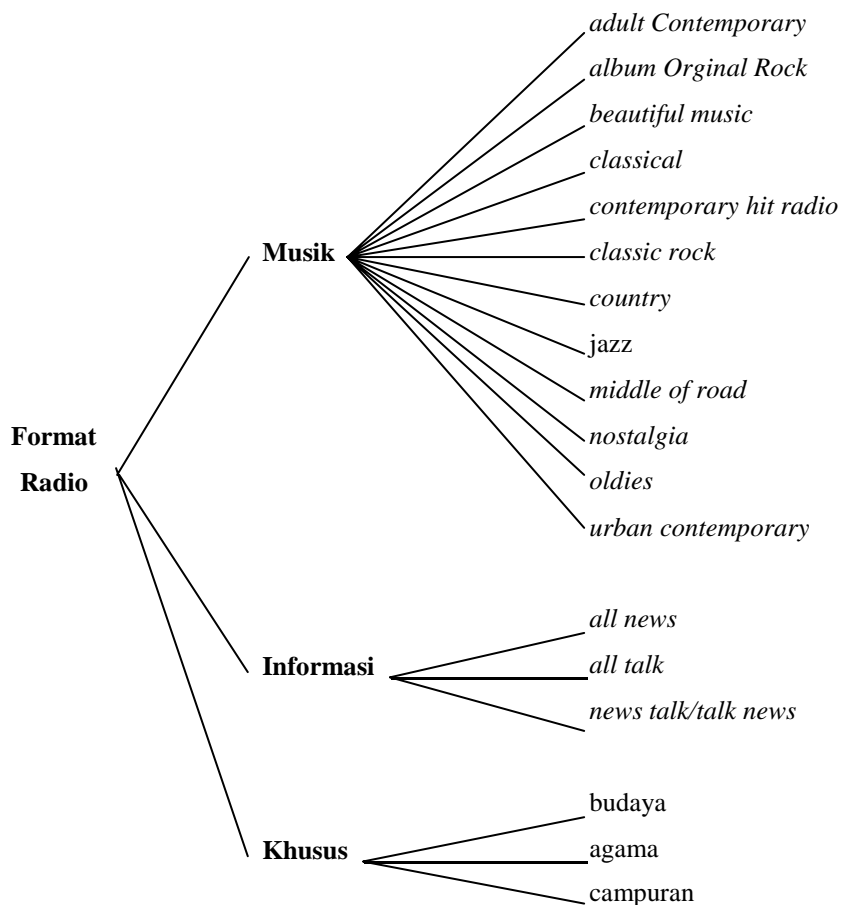 Format
Radio
Musik
adult Contemporary
album Orginal Rock
beautiful music
classical
contemporary hit radio
classic rock
country
jazz
middle of road
nostalgia
oldies
urban contemporary
Informasi
all news
all talk
news talk/talk news
Khusus
budaya
agama
campuran